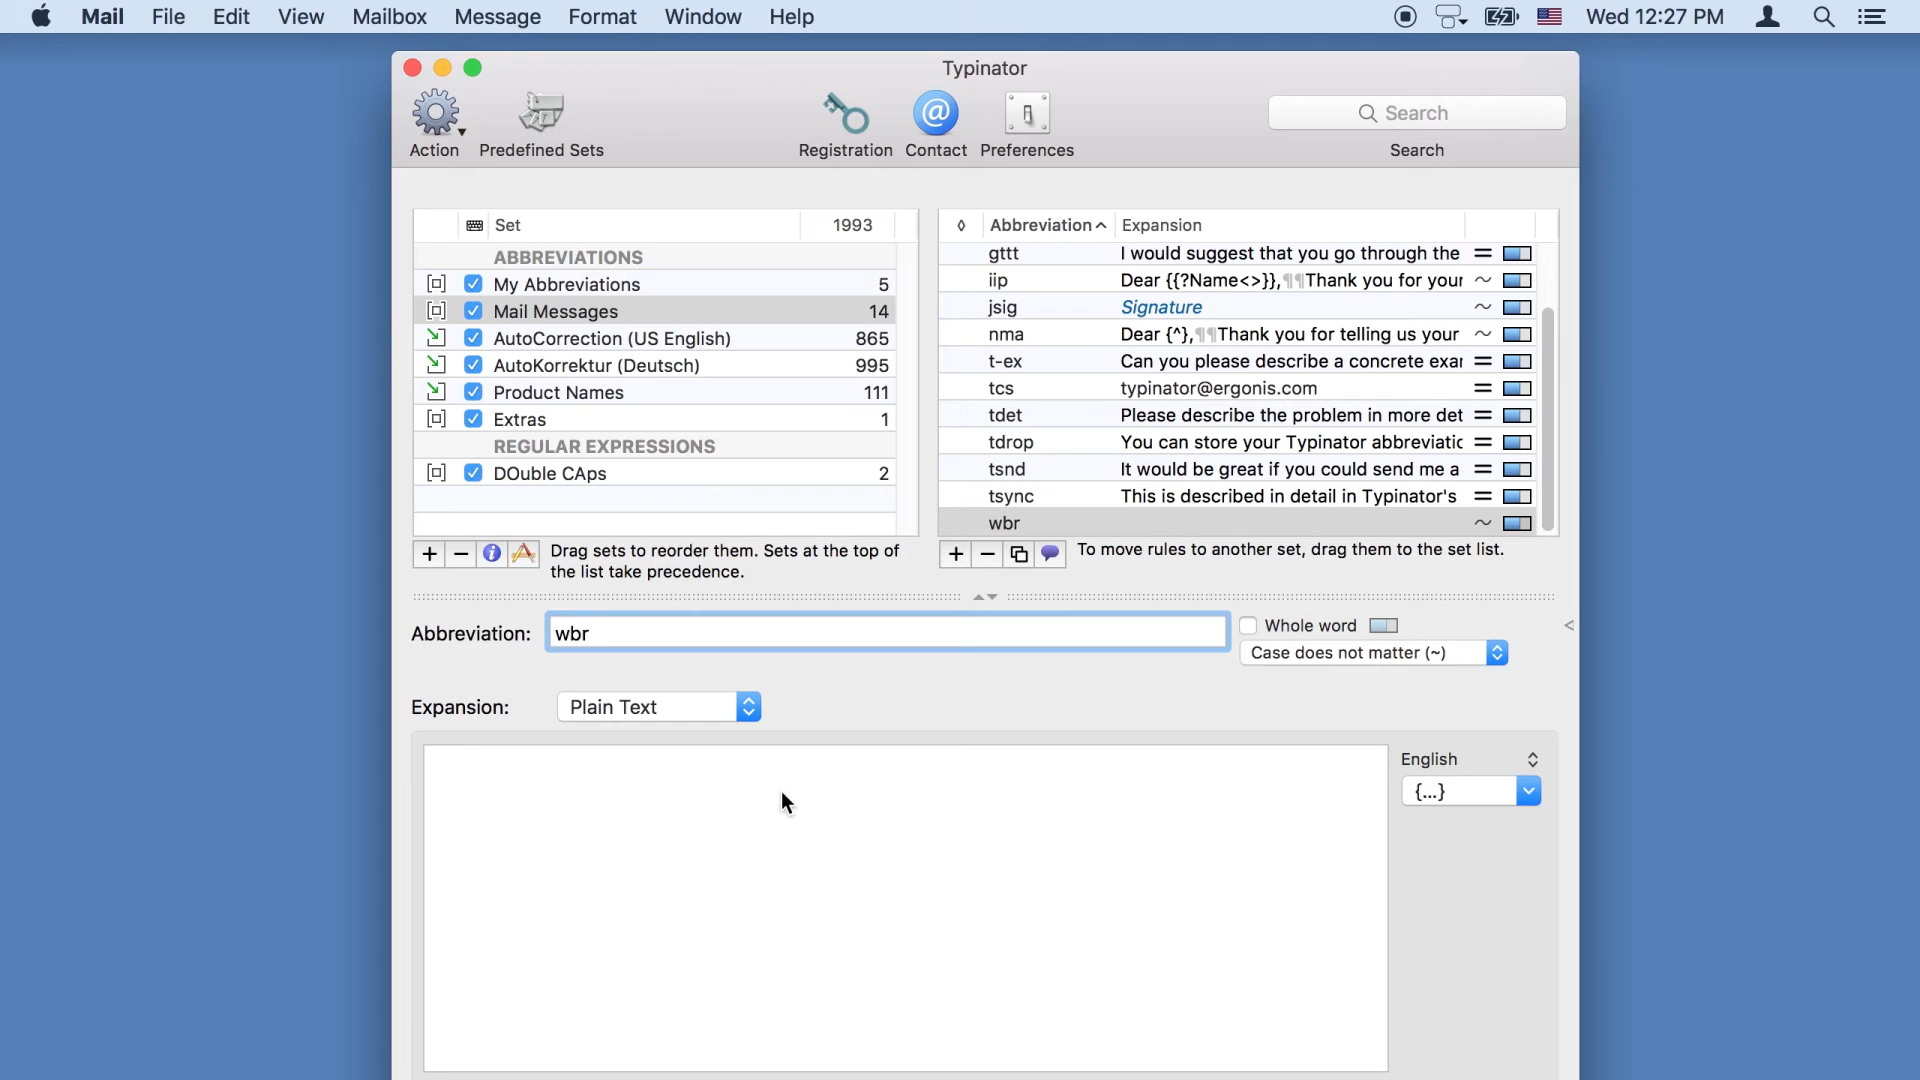 Mail File Edit View Mailbox Message Format Window Help Wed 12:27 PM
Typinator
Action Predefined Sets Registration Contact Preferences Search
Search
Set 1993
ABBREVIATIONS
My Abbreviations 5
Mail Messages 14
AutoCorrection (US English) 865
AutoKorrektur (Deutsch) 995
Product Names 111
Extras 1
REGULAR EXPRESSIONS
DOuble CAps 2
Drag sets to reorder them. Sets at the top of
the list take precedence.
Abbreviation Expansion
gttt I would suggest that you go through the =
iip Dear {{?Name<>}},¶¶Thank you for your ~
jsig Signature ~
nma Dear {^},¶¶Thank you for telling us your ~
t-ex Can you please describe a concrete exar =
tcs typinator@ergonis.com =
tdet Please describe the problem in more det =
tdrop You can store your Typinator abbreviatic =
tsnd It would be great if you could send me a =
tsync This is described in detail in Typinator's =
wbr ~
To move rules to another set, drag them to the set list.
Abbreviation: wbr
Whole word
Case does not matter (~)
Expansion: Plain Text
English
{...}